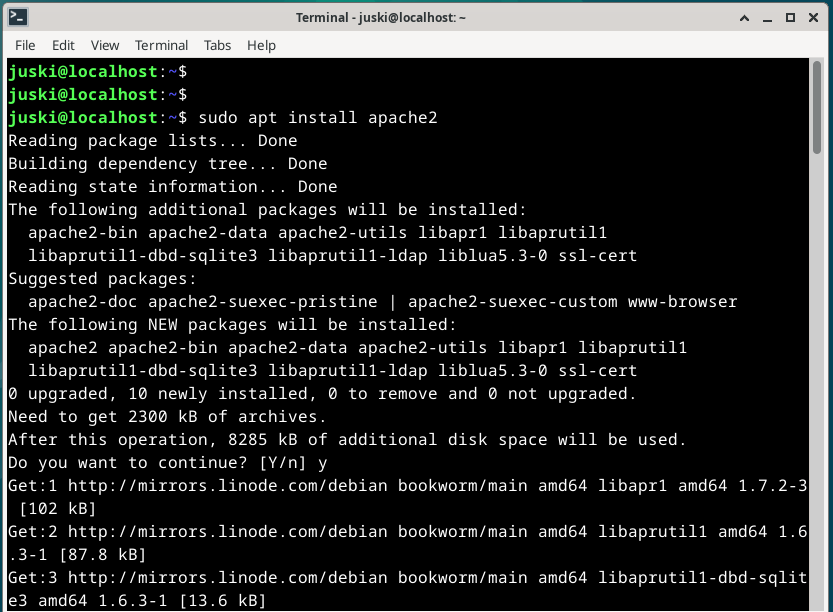 Terminal - juski@localhost: ~
File Edit View Terminal Tabs Help
juski@localhost:~$
juski@localhost:~$
juski@localhost:~$ sudo apt install apache2
Reading package lists... Done
Building dependency tree... Done
Reading state information... Done
The following additional packages will be installed:
  apache2-bin apache2-data apache2-utils libapr1 libaprutil1
  libaprutil1-dbd-sqlite3 libaprutil1-ldap liblua5.3-0 ssl-cert
Suggested packages:
  apache2-doc apache2-suexec-pristine | apache2-suexec-custom www-browser
The following NEW packages will be installed:
  apache2 apache2-bin apache2-data apache2-utils libapr1 libaprutil1
  libaprutil1-dbd-sqlite3 libaprutil1-ldap liblua5.3-0 ssl-cert
0 upgraded, 10 newly installed, 0 to remove and 0 not upgraded.
Need to get 2300 kB of archives.
After this operation, 8285 kB of additional disk space will be used.
Do you want to continue? [Y/n] y
Get:1 http://mirrors.linode.com/debian bookworm/main amd64 libapr1 amd64 1.7.2-3
 [102 kB]
Get:2 http://mirrors.linode.com/debian bookworm/main amd64 libaprutil1 amd64 1.6
.3-1 [87.8 kB]
Get:3 http://mirrors.linode.com/debian bookworm/main amd64 libaprutil1-dbd-sqlit
e3 amd64 1.6.3-1 [13.6 kB]